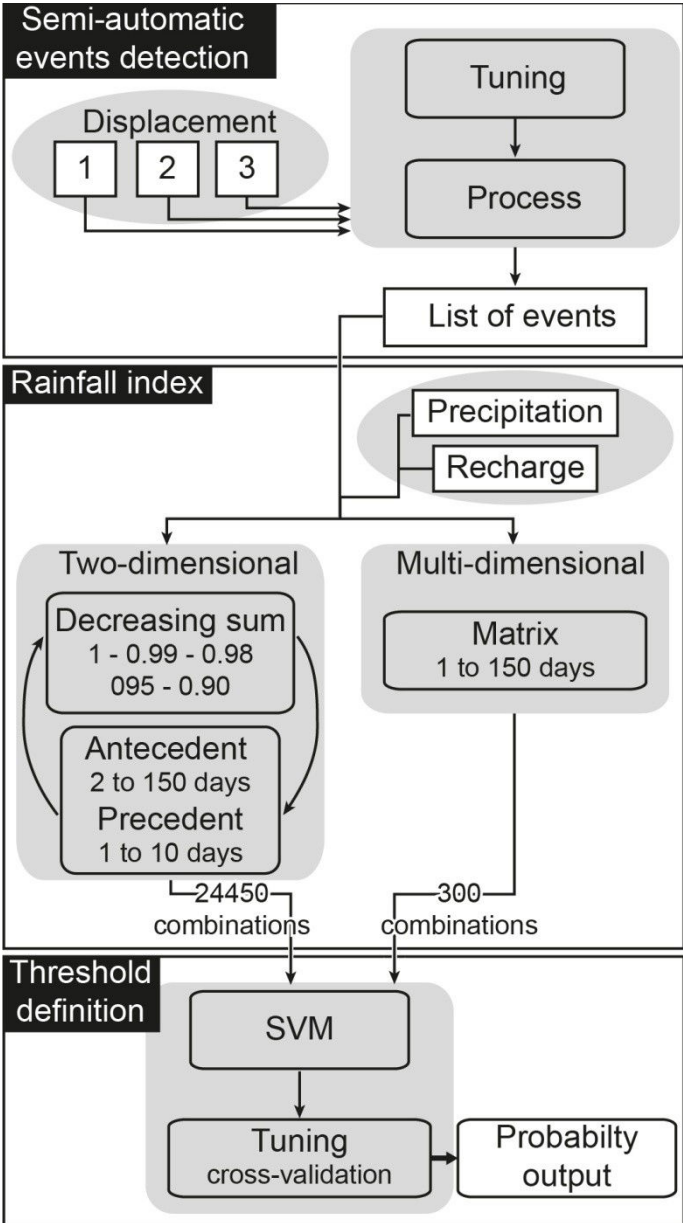 Semi-automatic
events detection
Displacement
1
2
3
Tuning
Process
List of events
Rainfall index
Precipitation
Recharge
Two-dimensional
Decreasing sum
1 - 0.99 - 0.98
095 - 0.90
Antecedent
2 to 150 days
Precedent
1 to 10 days
Multi-dimensional
Matrix
1 to 150 days
24450
combinations
300
combinations
Threshold
definition
SVM
Tuning
cross-validation
Probabilty
output